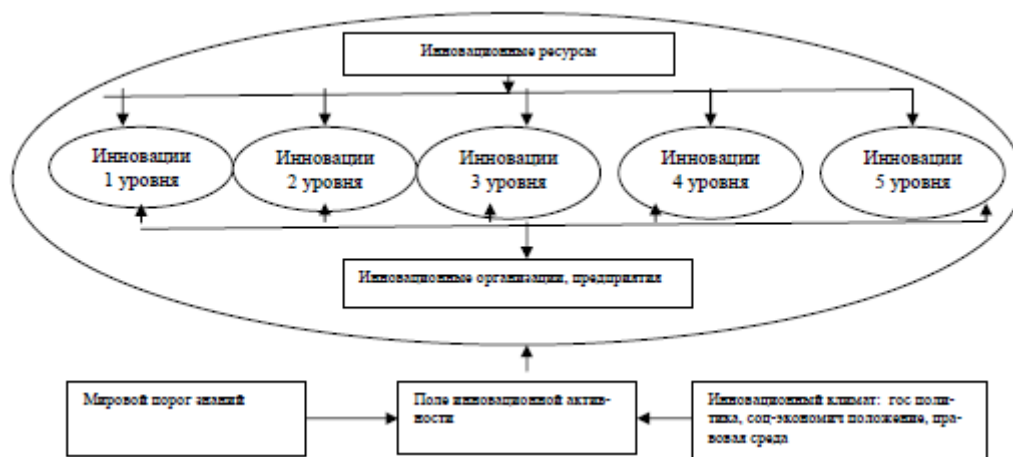 Инновационные ресурсы
Инновации
1 уровня
Инновации
2 уровня
Инновации
3 уровня
Инновации
4 уровня
Инновации
5 уровня
Инновационные организации, предприятия
Мировой порог знаний
Поле инновационной актив-
ности
Инновационный климат: гос поли-
тика, соц-экономич положение, пра-
вовая среда